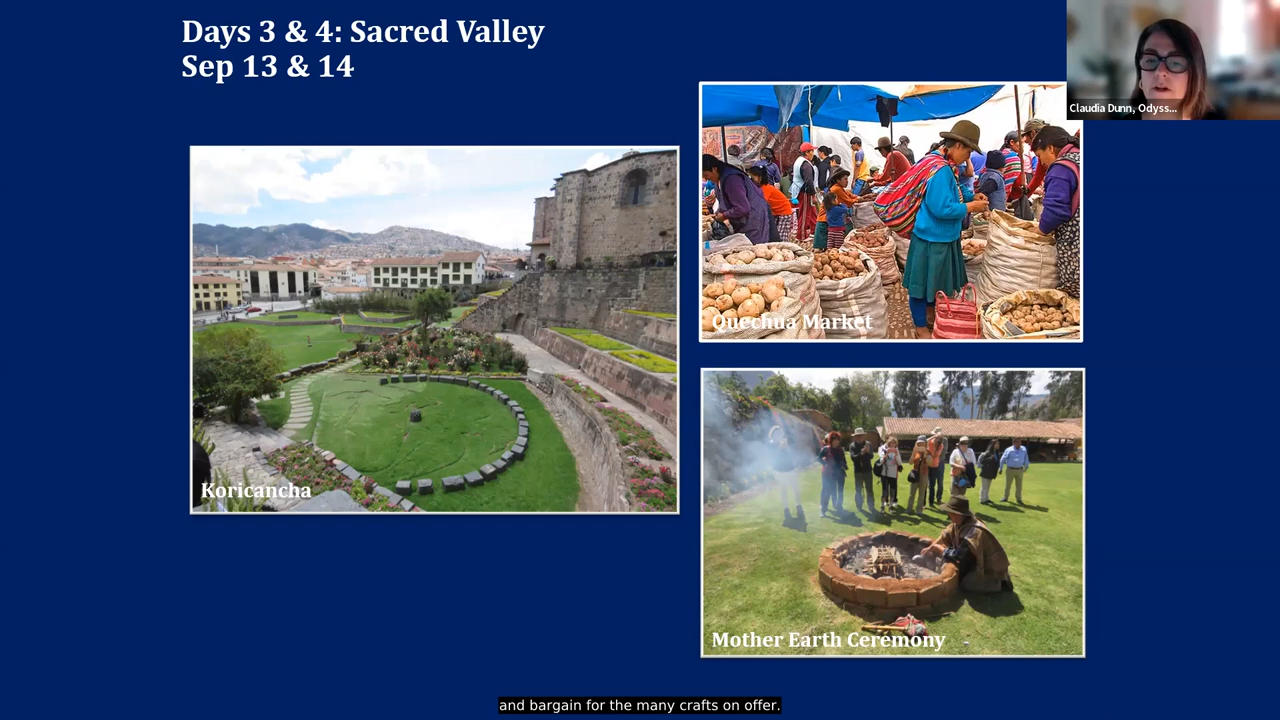 Days 3 & 4: Sacred Valley
Sep 13 & 14
Claudia Dunn, Odyss...
Quechua Market
Koricancha
Mother Earth Ceremony
and bargain for the many crafts on offer.